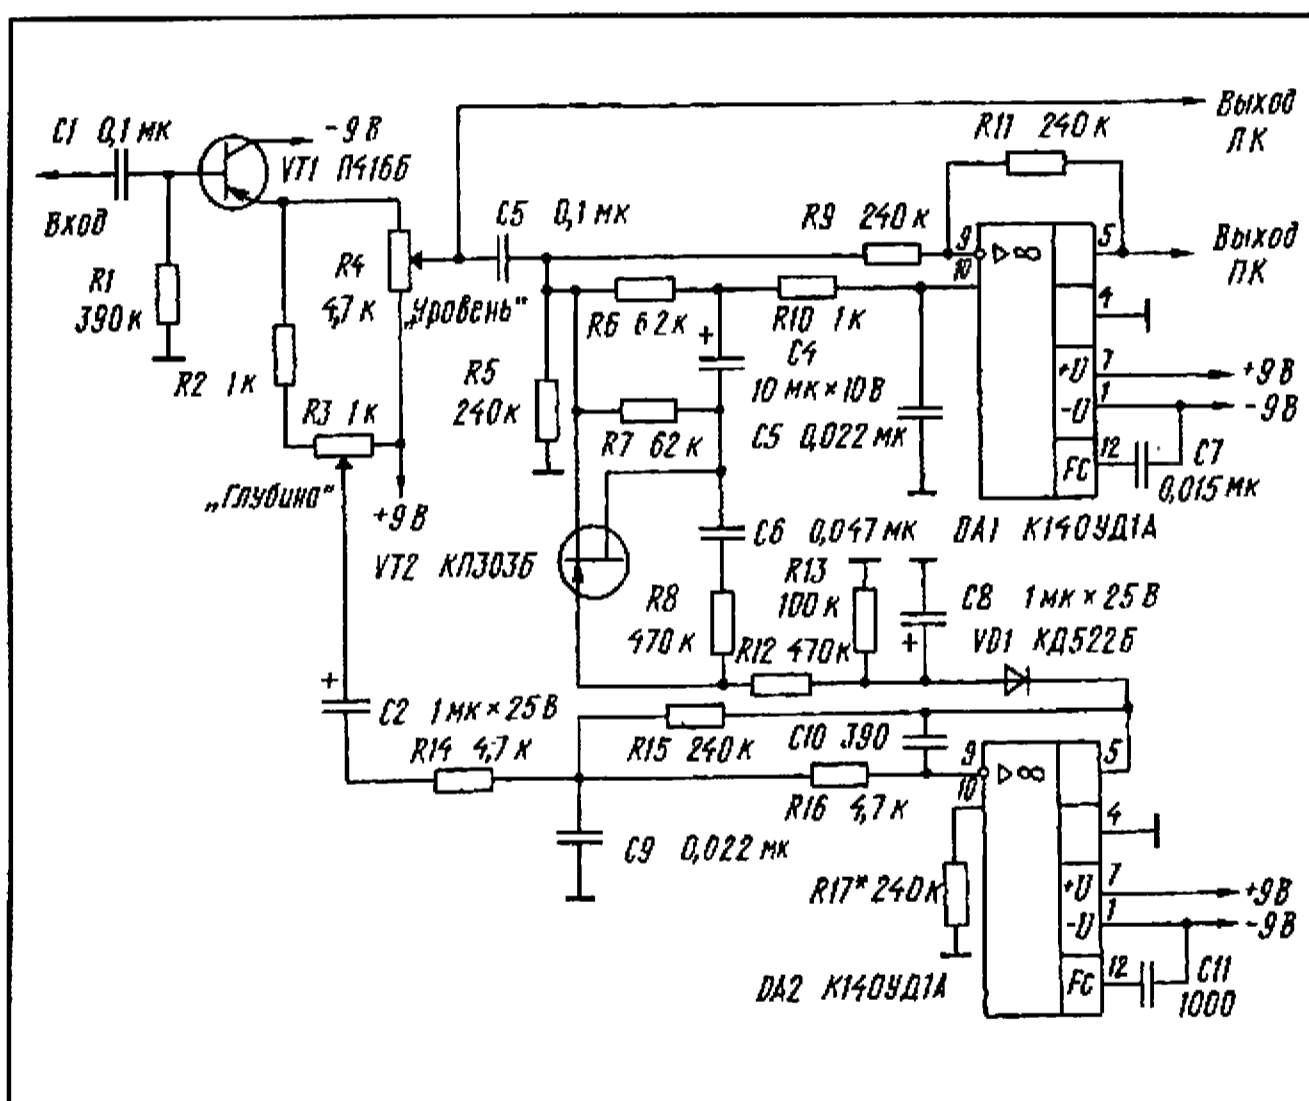 C1 0,1 мк
-9 В
VT1 П416Б
Вход
R1
390 к
R2 1 к
R3 1 к
„Глубина"
R4
4,7 к
„Уровень"
+9 В
C5 0,1 мк
Выход
ЛК
R11 240 к
R9 240 к
Выход
ПК
R6 62 к
R10 1 к
+
C4
10 мк × 10 В
R5
240 к
R7 62 к
C5 0,022 мк
9
10
▷ ∞
5
4
+U
7
+9 В
-U
1
-9 В
FC
12
C7
0,015 мк
DA1 К140УД1А
VT2 КП303Б
C6 0,047 мк
R8
470 к
R13
100 к
C8 1 мк × 25 В
+
VD1 КД522Б
R12 470 к
+
C2 1 мк × 25 В
R14 4,7 к
R15 240 к
C10 390
R16 4,7 к
C9 0,022 мк
R17* 240 к
9
10
▷ ∞
5
4
+U
7
+9 В
-U
1
-9 В
FC
12
C11
1000
DA2 К140УД1А